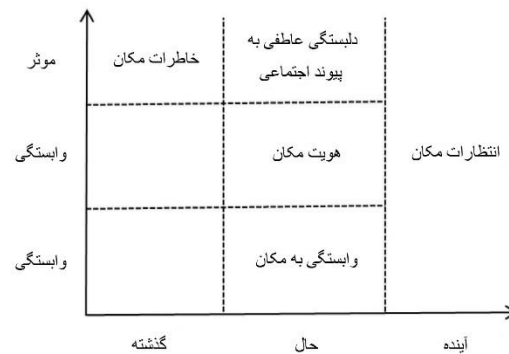 موثر
خاطرات مکان
دلبستگی عاطفی به
پیوند اجتماعی
وابستگی
هویت مکان
انتظارات مکان
وابستگی
وابستگی به مکان
گذشته
حال
آینده